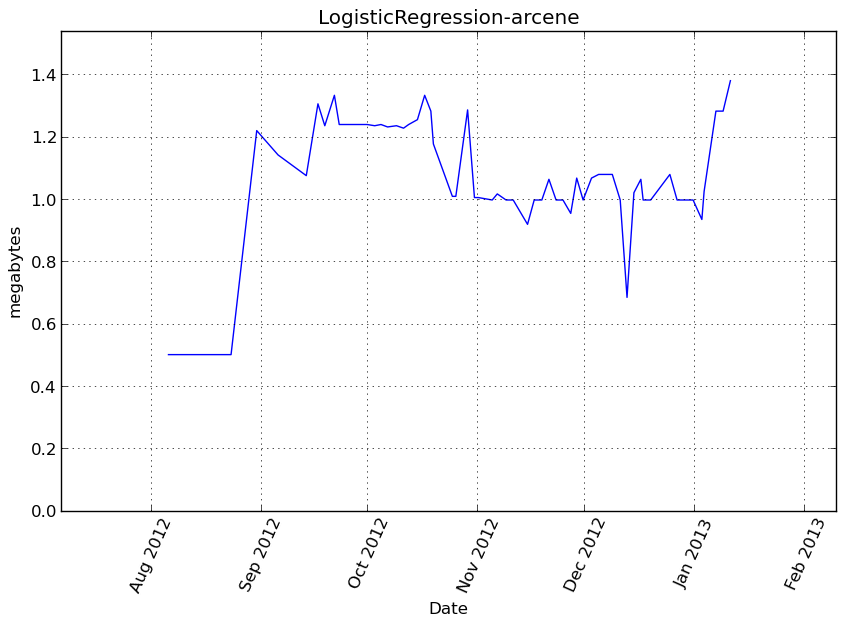 LogisticRegression-arcene
1.4
1.2
1.0
0.8
0.6
0.4
0.2
0.0
megabytes
Aug 2012
Sep 2012
Oct 2012
Nov 2012
Dec 2012
Jan 2013
Feb 2013
Date